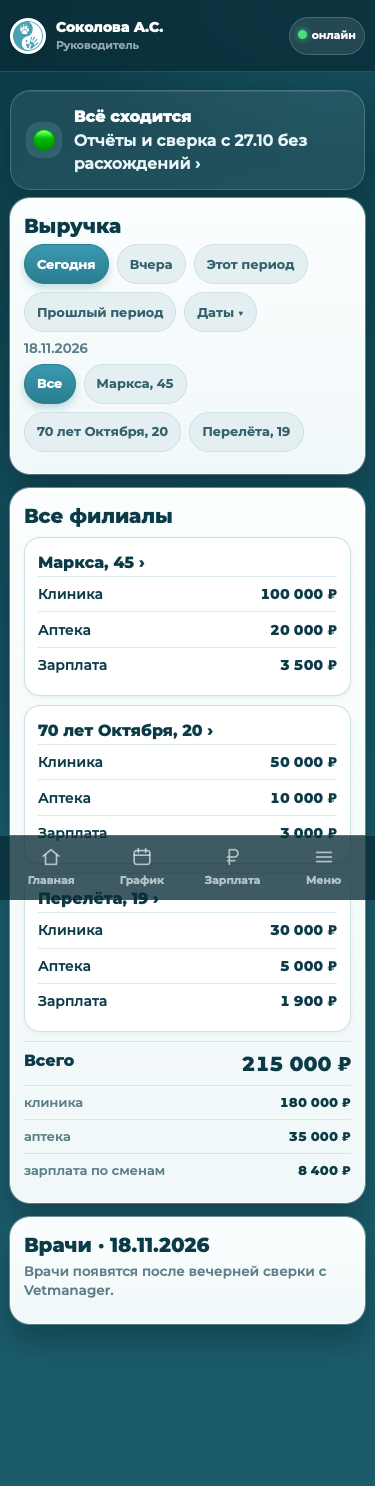 Соколова А.С.
Руководитель
онлайн
Всё сходится
Отчёты и сверка с 27.10 без
расхождений ›
Выручка
Сегодня
Вчера
Этот период
Прошлый период
Даты ▾
18.11.2026
Все
Маркса, 45
70 лет Октября, 20
Перелёта, 19
Все филиалы
Маркса, 45 ›
Клиника 100 000 ₽
Аптека 20 000 ₽
Зарплата 3 500 ₽
70 лет Октября, 20 ›
Клиника 50 000 ₽
Аптека 10 000 ₽
Зарплата 3 000 ₽
Главная
График
Зарплата
Меню
Перелёта, 19 ›
Клиника 30 000 ₽
Аптека 5 000 ₽
Зарплата 1 900 ₽
Всего 215 000 ₽
клиника 180 000 ₽
аптека 35 000 ₽
зарплата по сменам 8 400 ₽
Врачи · 18.11.2026
Врачи появятся после вечерней сверки с
Vetmanager.